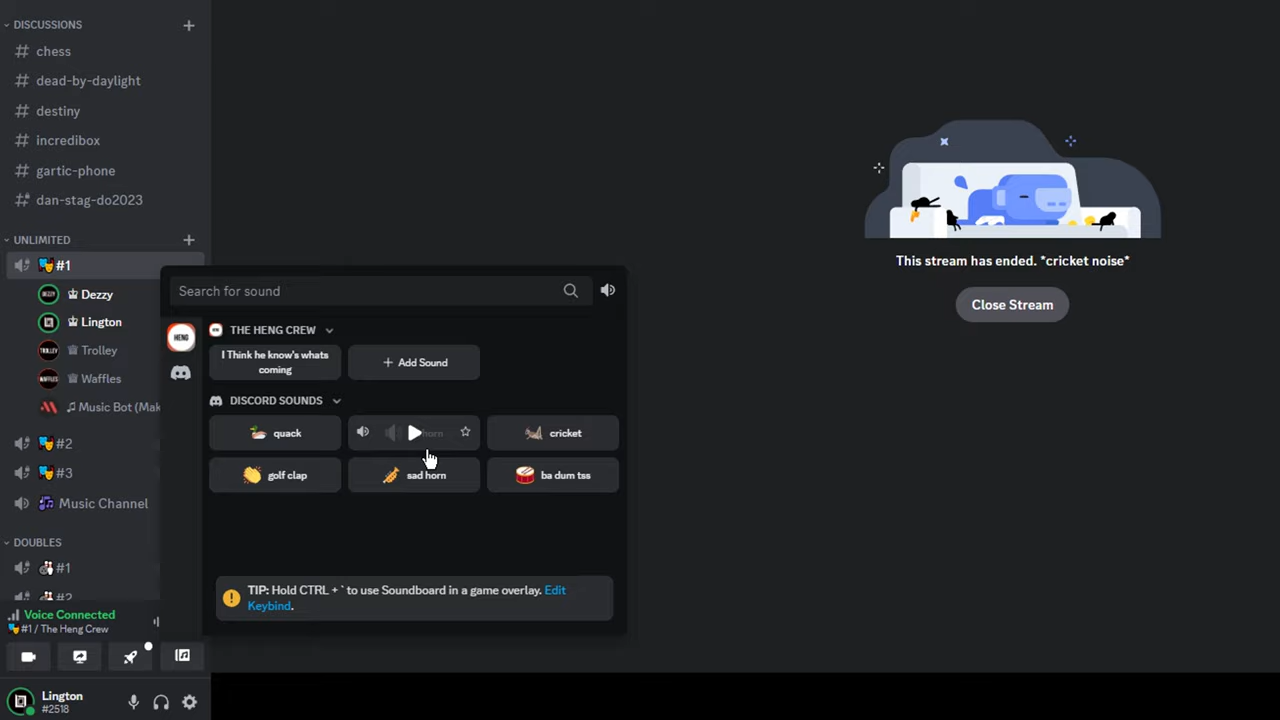 DISCUSSIONS
chess
dead-by-daylight
destiny
incredibox
gartic-phone
dan-stag-do2023
UNLIMITED
#1
Dezzy
Lington
Trolley
Waffles
Music Bot (Mak
#2
#3
Music Channel
DOUBLES
#1
#2
Voice Connected
#1 / The Heng Crew
Lington
#2518
Search for sound
HENG
THE HENG CREW
I Think he know's whats
coming
+ Add Sound
DISCORD SOUNDS
quack
horn
cricket
golf clap
sad horn
ba dum tss
TIP: Hold CTRL + ` to use Soundboard in a game overlay. Edit
Keybind.
This stream has ended. *cricket noise*
Close Stream